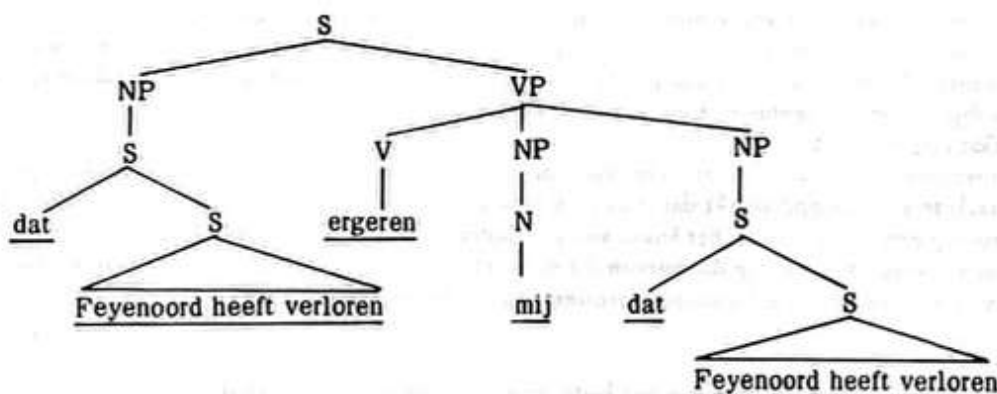 S
NP VP
S V NP NP
dat S ergeren N S
Feyenoord heeft verloren mij dat S
Feyenoord heeft verloren